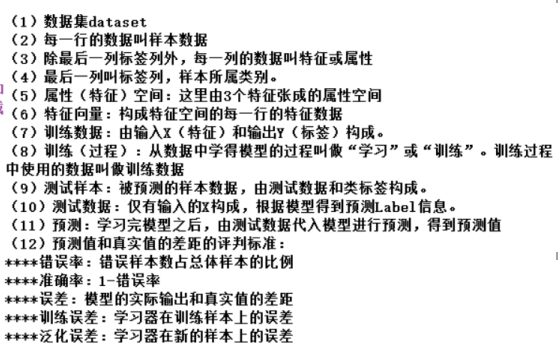 （1）数据集dataset
（2）每一行的数据叫样本数据
（3）除最后一列标签列外，每一列的数据叫特征或属性
（4）最后一列叫标签列，样本所属类别。
（5）属性（特征）空间：这里由3个特征张成的属性空间
（6）特征向量：构成特征空间的每一行的特征数据
（7）训练数据：由输入X（特征）和输出Y（标签）构成。
（8）训练（过程）：从数据中学得模型的过程叫做“学习”或“训练”。训练过程
中使用的数据叫做训练数据
（9）测试样本：被预测的样本数据，由测试数据和类标签构成。
（10）测试数据：仅有输入的X构成，根据模型得到预测Label信息。
（11）预测：学习完模型之后，由测试数据代入模型进行预测，得到预测值
（12）预测值和真实值的差距的评判标准：
****错误率：错误样本数占总体样本的比例
****准确率：1-错误率
****误差：模型的实际输出和真实值的差距
****训练误差：学习器在训练样本上的误差
****泛化误差：学习器在新的样本上的误差